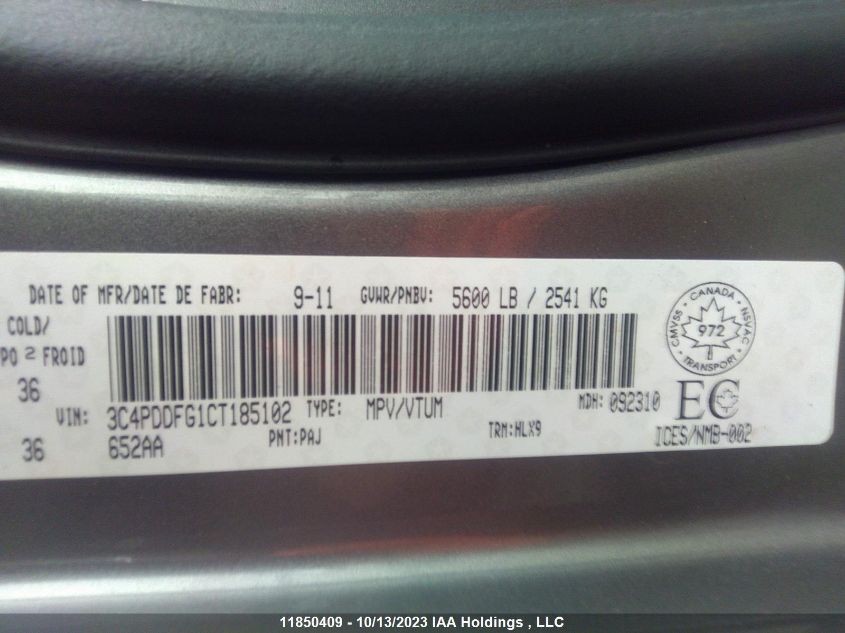 DATE OF MFR/DATE DE FABR: 9-11 GVWR/PNBV: 5600 LB / 2541 KG
COLD/
PO 2 FROID
36
VIN: 3C4PDDFG1CT185102 TYPE: MPV/VTUM MDH: 092310
36 652AA PNT:PAJ TRM:HLX9
CANADA
CMVSS 972 NSVAC
TRANSPORT
EC
ICES/NMB-002
11850409 - 10/13/2023 IAA Holdings , LLC